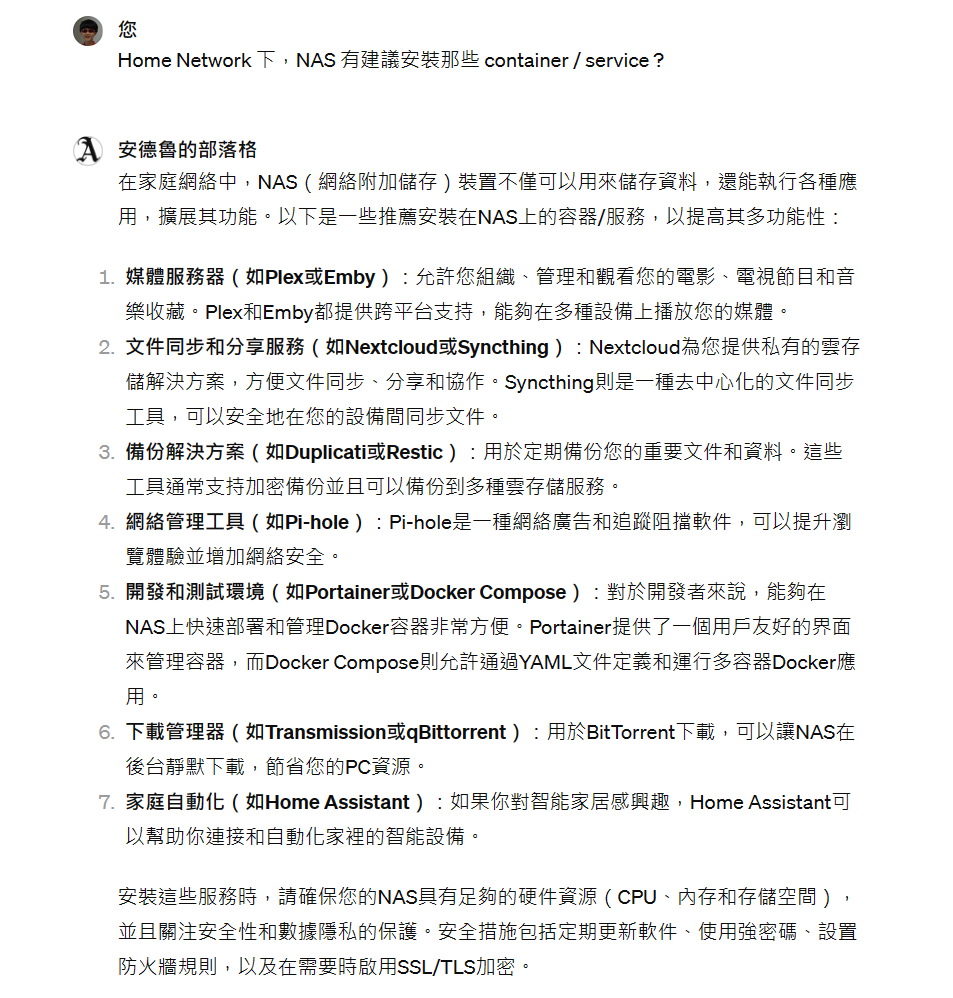 您
Home Network 下，NAS 有建議安裝那些 container / service？
安德魯的部落格
在家庭網絡中，NAS（網絡附加儲存）裝置不僅可以用來儲存資料，還能執行各種應
用，擴展其功能。以下是一些推薦安裝在NAS上的容器/服務，以提高其多功能性：
1. 媒體服務器（如Plex或Emby）：允許您組織、管理和觀看您的電影、電視節目和音
樂收藏。Plex和Emby都提供跨平台支持，能夠在多種設備上播放您的媒體。
2. 文件同步和分享服務（如Nextcloud或Syncthing）：Nextcloud為您提供私有的雲存
儲解決方案，方便文件同步、分享和協作。Syncthing則是一種去中心化的文件同步
工具，可以安全地在您的設備間同步文件。
3. 備份解決方案（如Duplicati或Restic）：用於定期備份您的重要文件和資料。這些
工具通常支持加密備份並且可以備份到多種雲存儲服務。
4. 網絡管理工具（如Pi-hole）：Pi-hole是一種網絡廣告和追蹤阻擋軟件，可以提升瀏
覽體驗並增加網絡安全。
5. 開發和測試環境（如Portainer或Docker Compose）：對於開發者來說，能夠在
NAS上快速部署和管理Docker容器非常方便。Portainer提供了一個用戶友好的界面
來管理容器，而Docker Compose則允許通過YAML文件定義和運行多容器Docker應
用。
6. 下載管理器（如Transmission或qBittorrent）：用於BitTorrent下載，可以讓NAS在
後台靜默下載，節省您的PC資源。
7. 家庭自動化（如Home Assistant）：如果你對智能家居感興趣，Home Assistant可
以幫助你連接和自動化家裡的智能設備。
安裝這些服務時，請確保您的NAS具有足夠的硬件資源（CPU、內存和存儲空間），
並且關注安全性和數據隱私的保護。安全措施包括定期更新軟件、使用強密碼、設置
防火牆規則，以及在需要時啟用SSL/TLS加密。